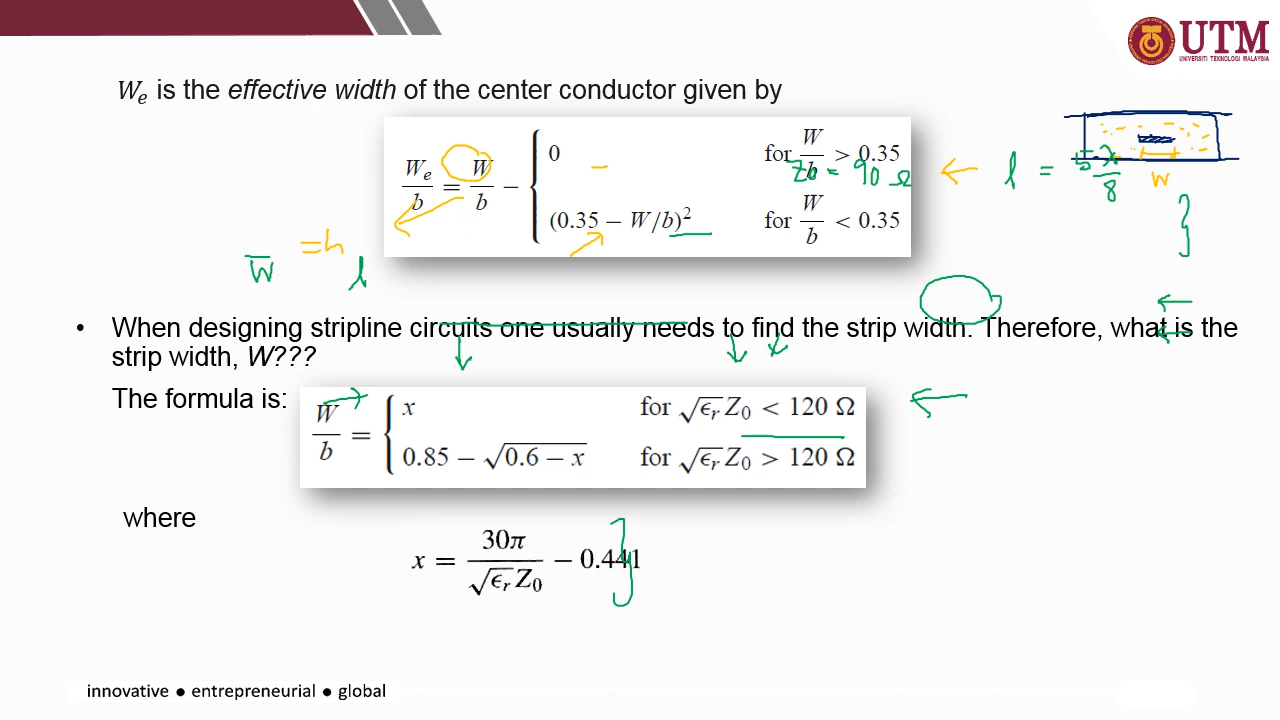 UTM
UNIVERSITI TEKNOLOGI MALAYSIA
W_e is the effective width of the center conductor given by
W_e/b = W/b − { 0 for W/b > 0.35
(0.35 − W/b)² for W/b < 0.35
Z0 = 90 Ω
l = 5λ/8
W
= h
W
l
• When designing stripline circuits one usually needs to find the strip width. Therefore, what is the
strip width, W???
The formula is:
W/b = { x for √ϵ_r Z_0 < 120 Ω
0.85 − √(0.6 − x) for √ϵ_r Z_0 > 120 Ω
where
x = 30π/(√ϵ_r Z_0) − 0.441
innovative ● entrepreneurial ● global